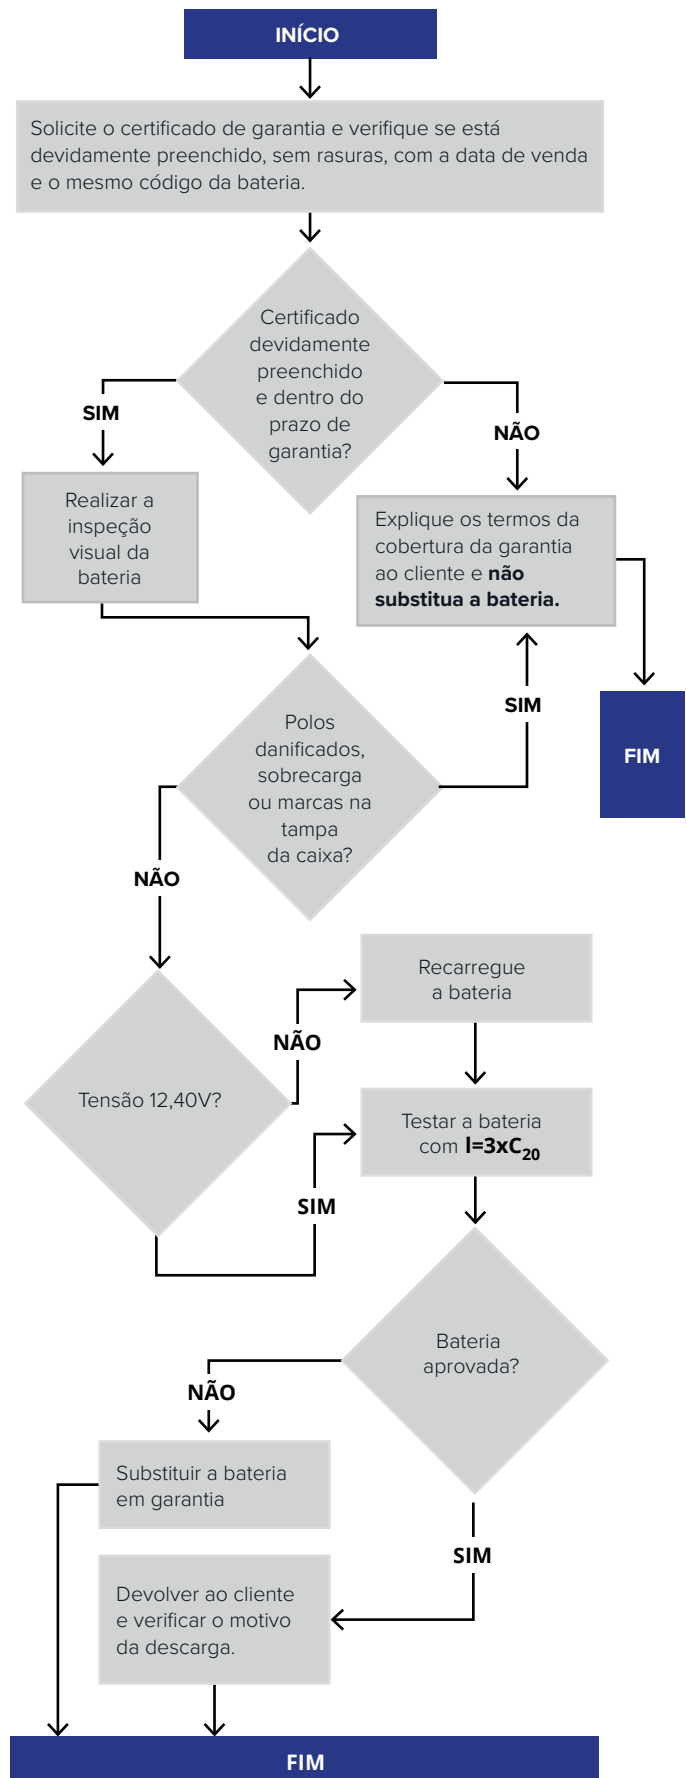 INÍCIO
Solicite o certificado de garantia e verifique se está
devidamente preenchido, sem rasuras, com a data de venda
e o mesmo código da bateria.
Certificado
devidamente
preenchido
e dentro do
prazo de
garantia?
SIM
NÃO
Realizar a
inspeção
visual da
bateria
Explique os termos da
cobertura da garantia
ao cliente e não
substitua a bateria.
SIM
FIM
Polos
danificados,
sobrecarga
ou marcas na
tampa
da caixa?
NÃO
Recarregue
a bateria
NÃO
Tensão 12,40V?
Testar a bateria
com I=3xC20
SIM
Bateria
aprovada?
NÃO
Substituir a bateria
em garantia
SIM
Devolver ao cliente
e verificar o motivo
da descarga.
FIM